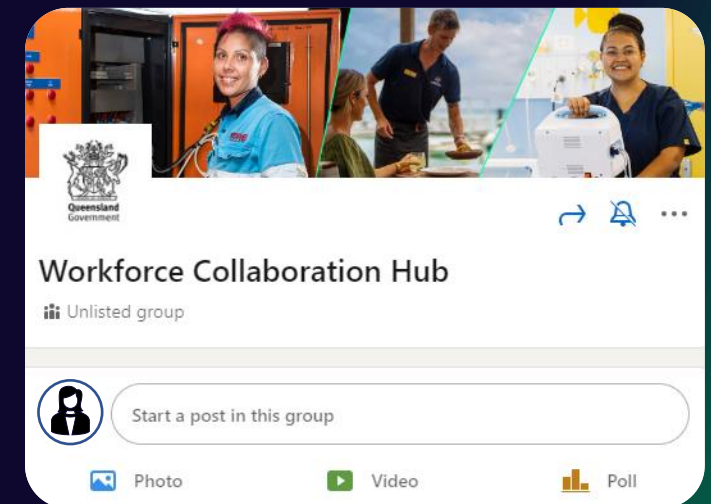 Queensland
Government
Workforce Collaboration Hub
Unlisted group
Start a post in this group
Photo
Video
Poll